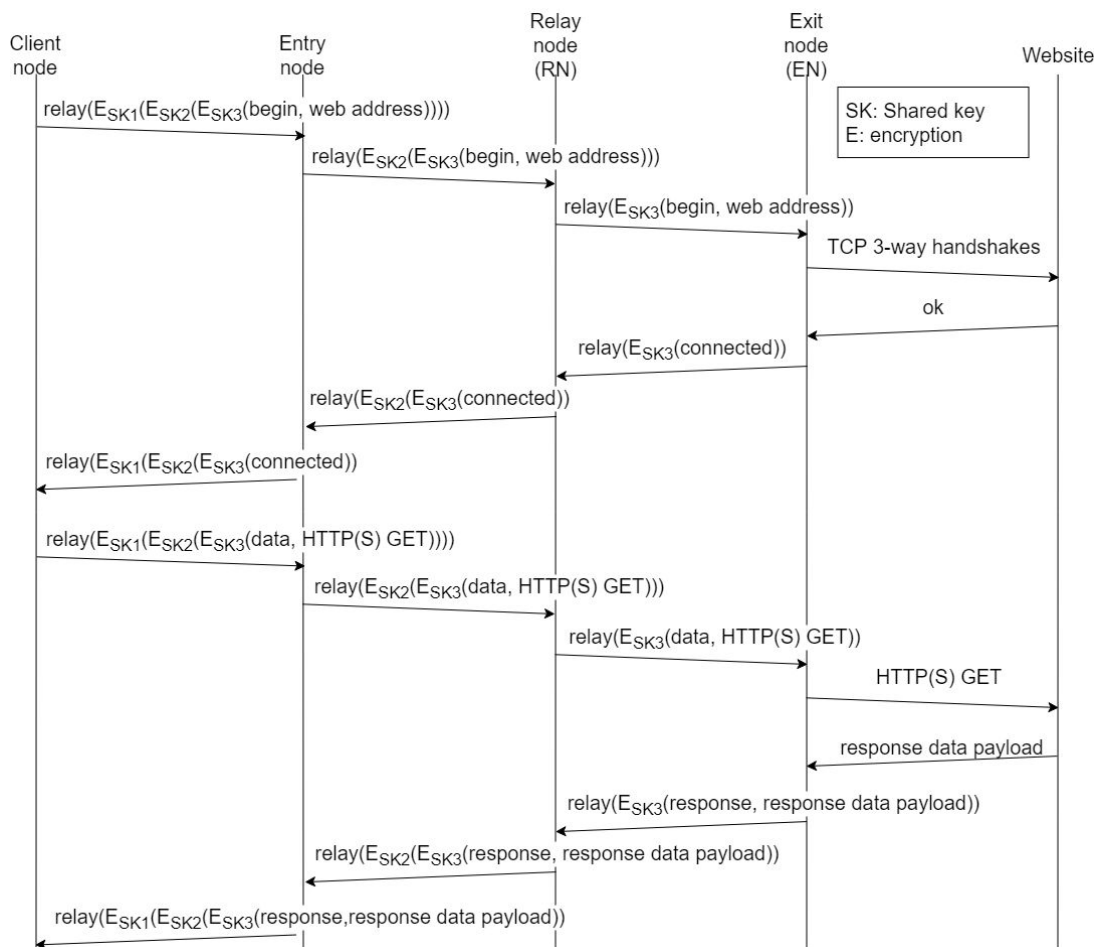 Client
node
Entry
node
Relay
node
(RN)
Exit
node
(EN)
Website
SK: Shared key
E: encryption
relay(E_SK1(E_SK2(E_SK3(begin, web address))))
relay(E_SK2(E_SK3(begin, web address)))
relay(E_SK3(begin, web address))
TCP 3-way handshakes
ok
relay(E_SK3(connected))
relay(E_SK2(E_SK3(connected))
relay(E_SK1(E_SK2(E_SK3(connected))
relay(E_SK1(E_SK2(E_SK3(data, HTTP(S) GET))))
relay(E_SK2(E_SK3(data, HTTP(S) GET)))
relay(E_SK3(data, HTTP(S) GET))
HTTP(S) GET
response data payload
relay(E_SK3(response, response data payload))
relay(E_SK2(E_SK3(response, response data payload))
relay(E_SK1(E_SK2(E_SK3(response,response data payload))